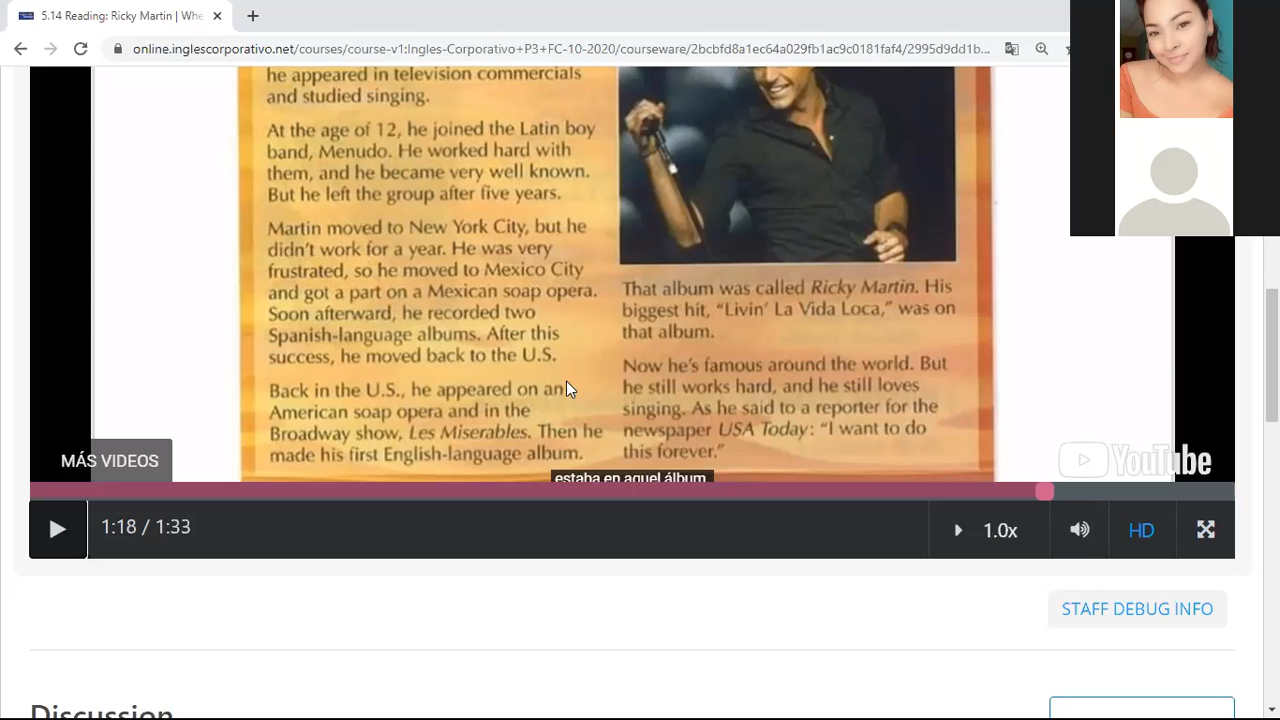 5.14 Reading: Ricky Martin | Whe
online.inglescorporativo.net/courses/course-v1:Ingles-Corporativo+P3+FC-10-2020/courseware/2bcbfd8a1ec64a029fb1ac9c0181faf4/2995d9dd1b...
he appeared in television commercials
and studied singing.
At the age of 12, he joined the Latin boy
band, Menudo. He worked hard with
them, and he became very well known.
But he left the group after five years.
Martin moved to New York City, but he
didn't work for a year. He was very
frustrated, so he moved to Mexico City
and got a part on a Mexican soap opera.
Soon afterward, he recorded two
Spanish-language albums. After this
success, he moved back to the U.S.
Back in the U.S., he appeared on an
American soap opera and in the
Broadway show, Les Miserables. Then he
made his first English-language album.
That album was called Ricky Martin. His
biggest hit, "Livin' La Vida Loca," was on
that album.
Now he's famous around the world. But
he still works hard, and he still loves
singing. As he said to a reporter for the
newspaper USA Today: "I want to do
this forever."
MÁS VIDEOS
YouTube
estaba en aquel álbum
1:18 / 1:33
1.0x
HD
STAFF DEBUG INFO
Discussion